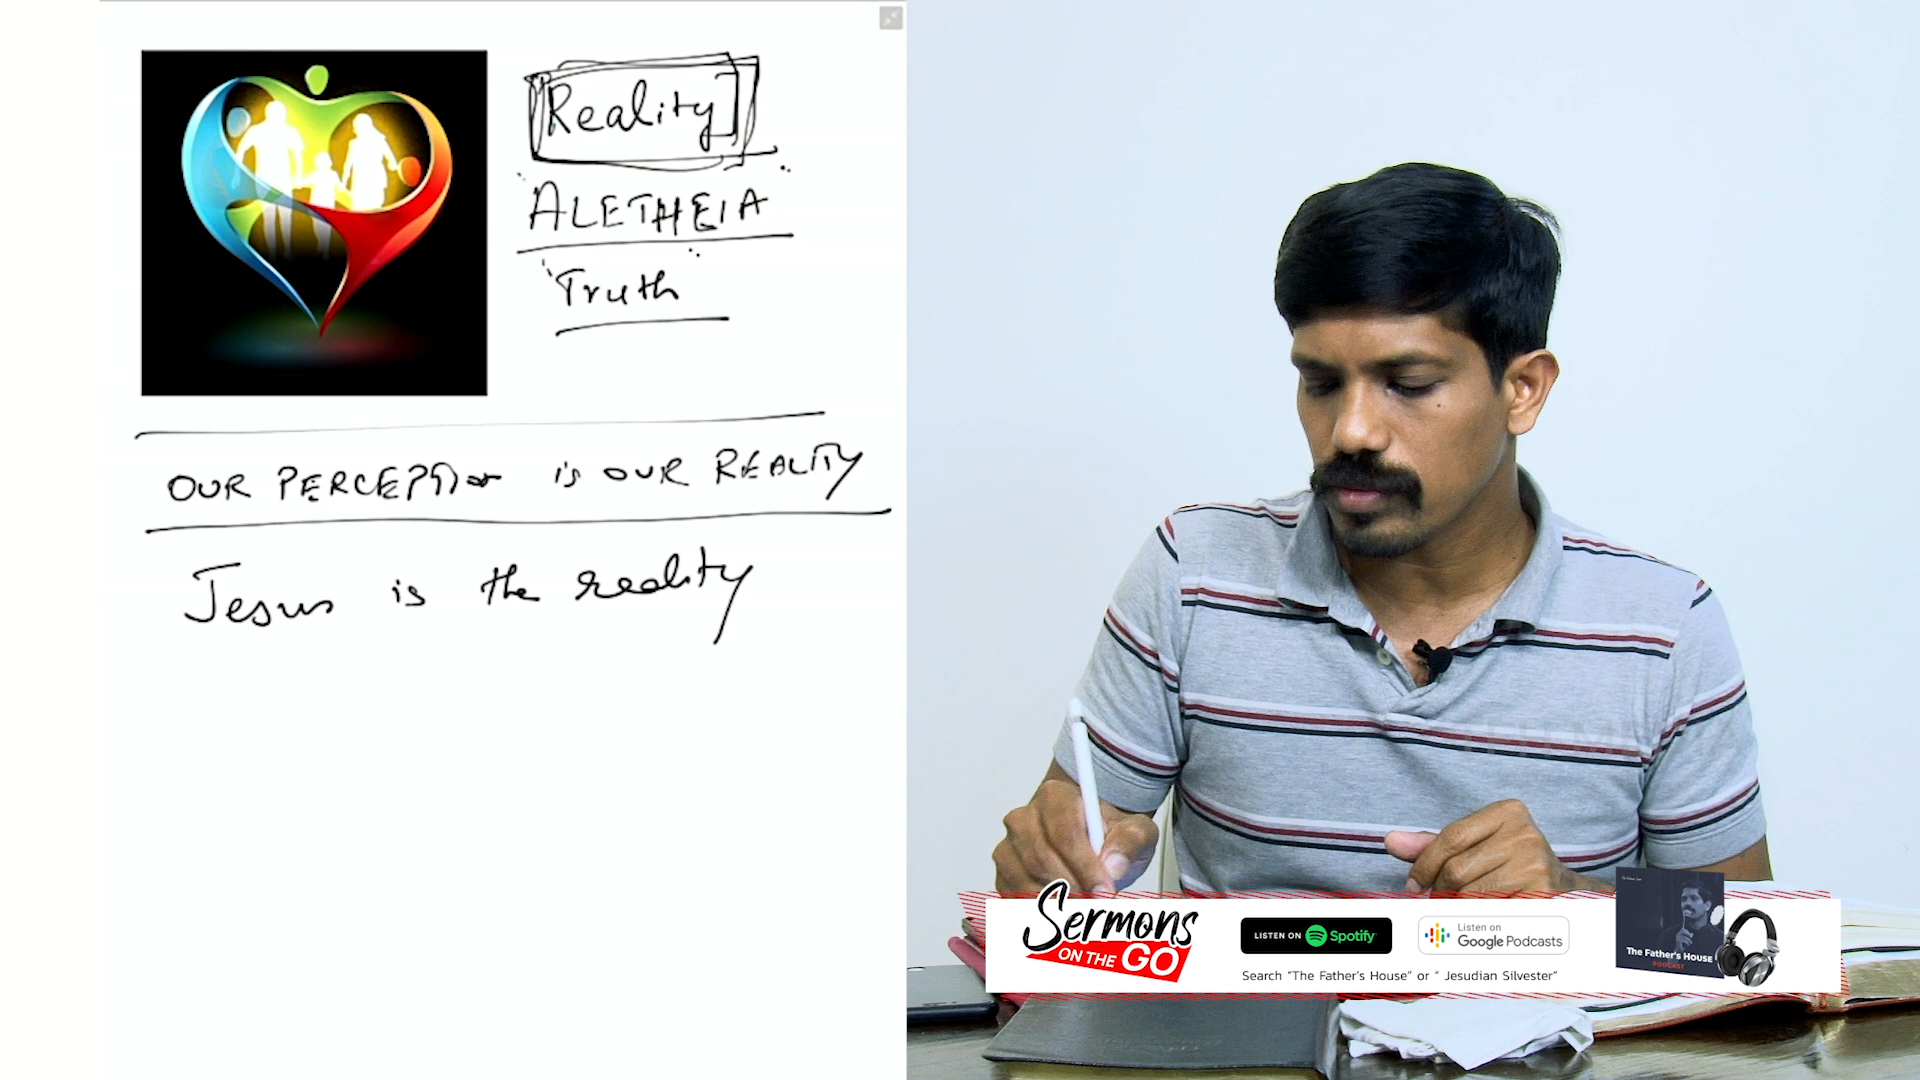 Reality
ALETHEIA
Truth
OUR PERCEPTION is OUR REALITY
Jesus is the reality
Sermons
ON THE GO
LISTEN ON Spotify
Listen on
Google Podcasts
Search "The Father's House" or " Jesudian Silvester"
The Father's House
PODCAST